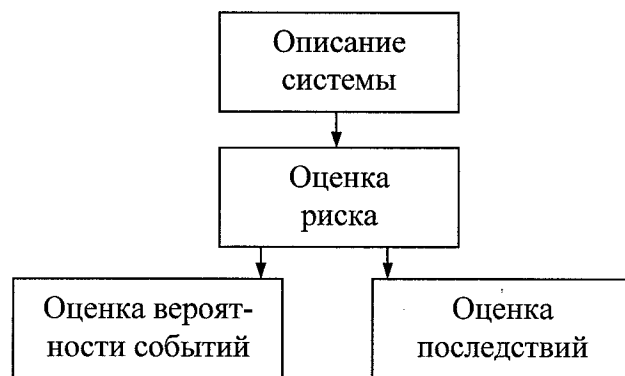 Описание
системы
Оценка
риска
Оценка вероят-
ности событий
Оценка
последствий